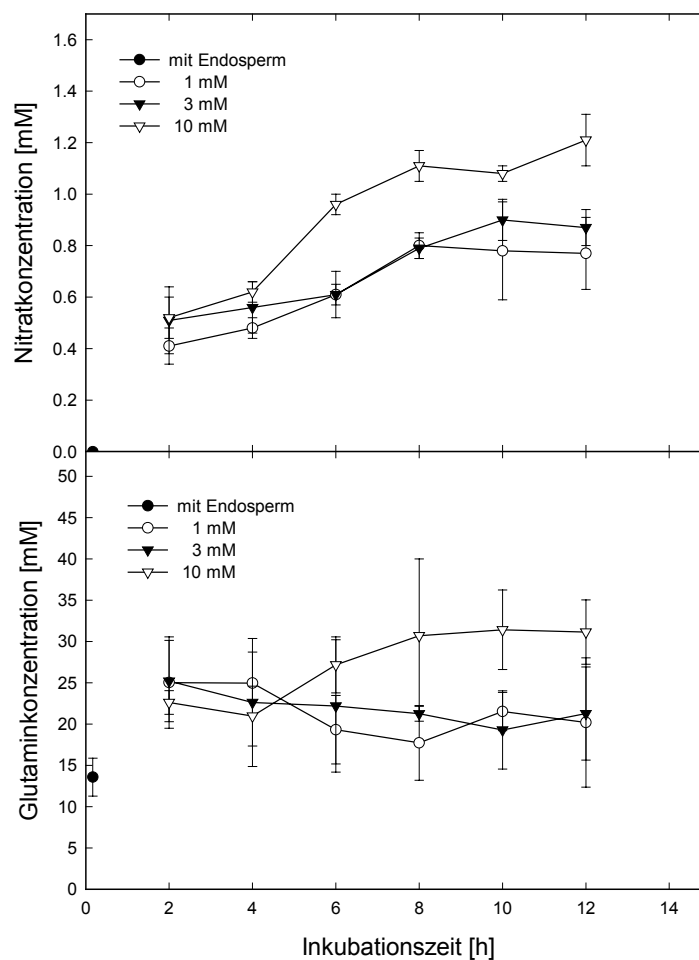 1.6
1.4
1.2
1.0
0.8
0.6
0.4
0.2
0.0
Nitratkonzentration [mM]
mit Endosperm
1 mM
3 mM
10 mM
50
45
40
35
30
25
20
15
10
5
0
Glutaminkonzentration [mM]
mit Endosperm
1 mM
3 mM
10 mM
0 2 4 6 8 10 12 14
Inkubationszeit [h]